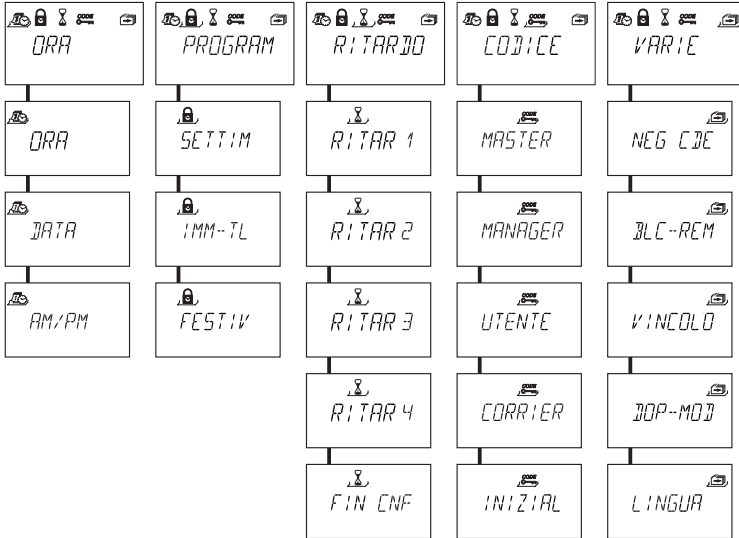 ORA PROGRAM RITARDO CODICE VARIE
ORA SETTIM RITAR 1 MASTER NEG CDE
DATA IMM-TL RITAR 2 MANAGER BLC-REM
AM/PM FESTIV RITAR 3 UTENTE VINCOLO
RITAR 4 CORRIER DOP-MOD
FIN CNF INIZIAL LINGUA